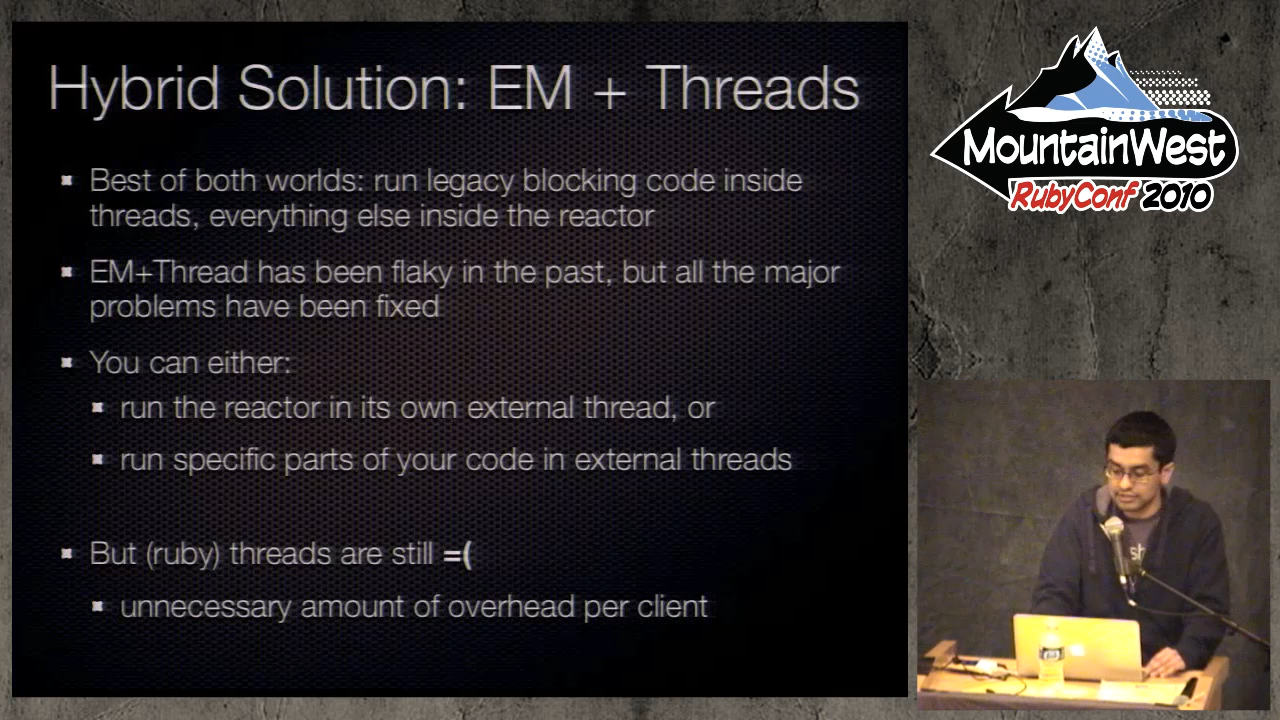 Hybrid Solution: EM + Threads
Best of both worlds: run legacy blocking code inside
threads, everything else inside the reactor
EM+Thread has been flaky in the past, but all the major
problems have been fixed
You can either:
run the reactor in its own external thread, or
run specific parts of your code in external threads
But (ruby) threads are still =(
unnecessary amount of overhead per client
MountainWest
RubyConf 2010